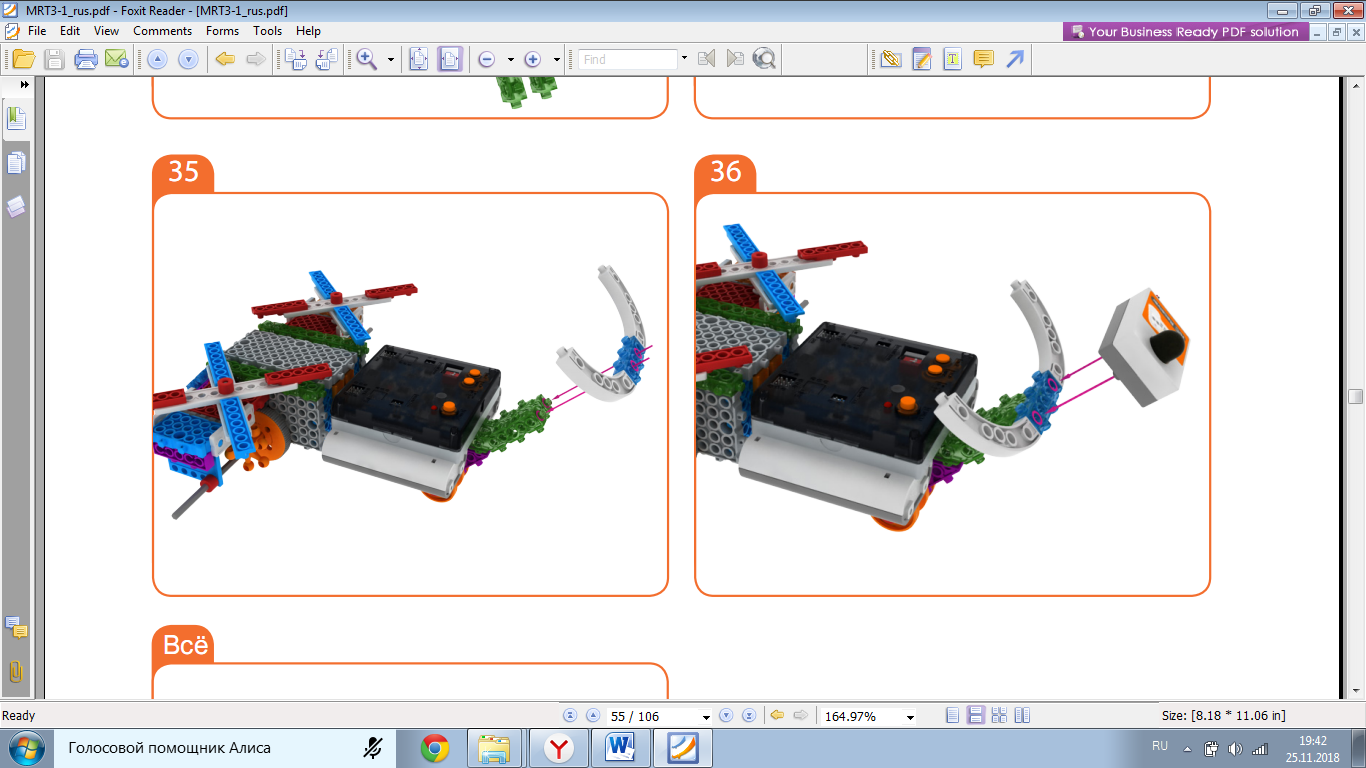 MRT3-1_rus.pdf - Foxit Reader - [MRT3-1_rus.pdf]
File Edit View Comments Forms Tools Help
Your Business Ready PDF solution
Find
35
36
Всё
Ready
55 / 106
164.97%
Size: [8.18 * 11.06 in]
Голосовой помощник Алиса
RU
19:42
25.11.2018